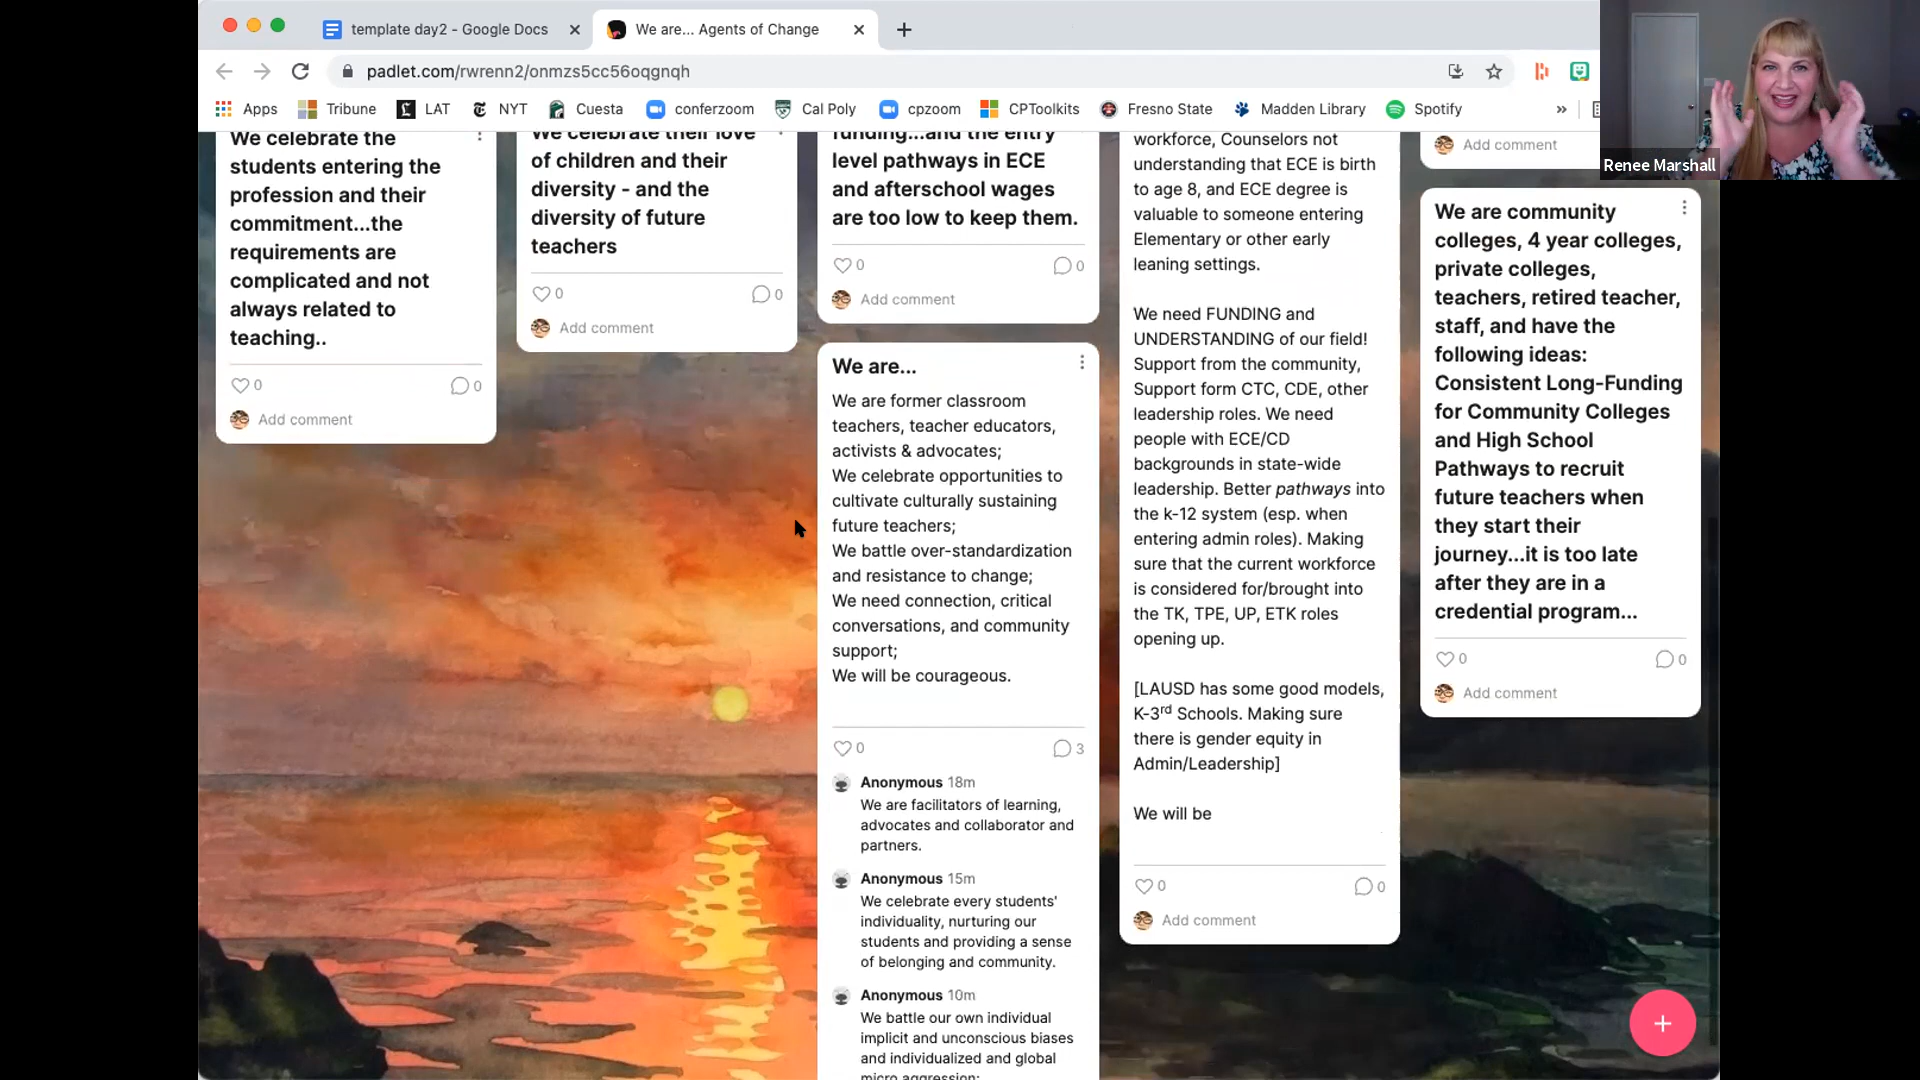 template day2 - Google Docs
We are... Agents of Change
padlet.com/rwrenn2/onmzs5cc56oqgnqh
Apps
Tribune
LAT
NYT
Cuesta
conferzoom
Cal Poly
cpzoom
CPToolkits
Fresno State
Madden Library
Spotify
»
Renee Marshall
We celebrate the
students entering the
profession and their
commitment...the
requirements are
complicated and not
always related to
teaching..
0
0
Add comment
We celebrate their love
of children and their
diversity - and the
diversity of future
teachers
0
0
Add comment
funding...and the entry
level pathways in ECE
and afterschool wages
are too low to keep them.
0
0
Add comment
We are...
We are former classroom
teachers, teacher educators,
activists & advocates;
We celebrate opportunities to
cultivate culturally sustaining
future teachers;
We battle over-standardization
and resistance to change;
We need connection, critical
conversations, and community
support;
We will be courageous.
0
3
Anonymous 18m
We are facilitators of learning,
advocates and collaborator and
partners.
Anonymous 15m
We celebrate every students'
individuality, nurturing our
students and providing a sense
of belonging and community.
Anonymous 10m
We battle our own individual
implicit and unconscious biases
and individualized and global
micro aggression;
workforce, Counselors not
understanding that ECE is birth
to age 8, and ECE degree is
valuable to someone entering
Elementary or other early
leaning settings.
We need FUNDING and
UNDERSTANDING of our field!
Support from the community,
Support form CTC, CDE, other
leadership roles. We need
people with ECE/CD
backgrounds in state-wide
leadership. Better pathways into
the k-12 system (esp. when
entering admin roles). Making
sure that the current workforce
is considered for/brought into
the TK, TPE, UP, ETK roles
opening up.
[LAUSD has some good models,
K-3rd Schools. Making sure
there is gender equity in
Admin/Leadership]
We will be
0
0
Add comment
Add comment
We are community
colleges, 4 year colleges,
private colleges,
teachers, retired teacher,
staff, and have the
following ideas:
Consistent Long-Funding
for Community Colleges
and High School
Pathways to recruit
future teachers when
they start their
journey...it is too late
after they are in a
credential program...
0
0
Add comment